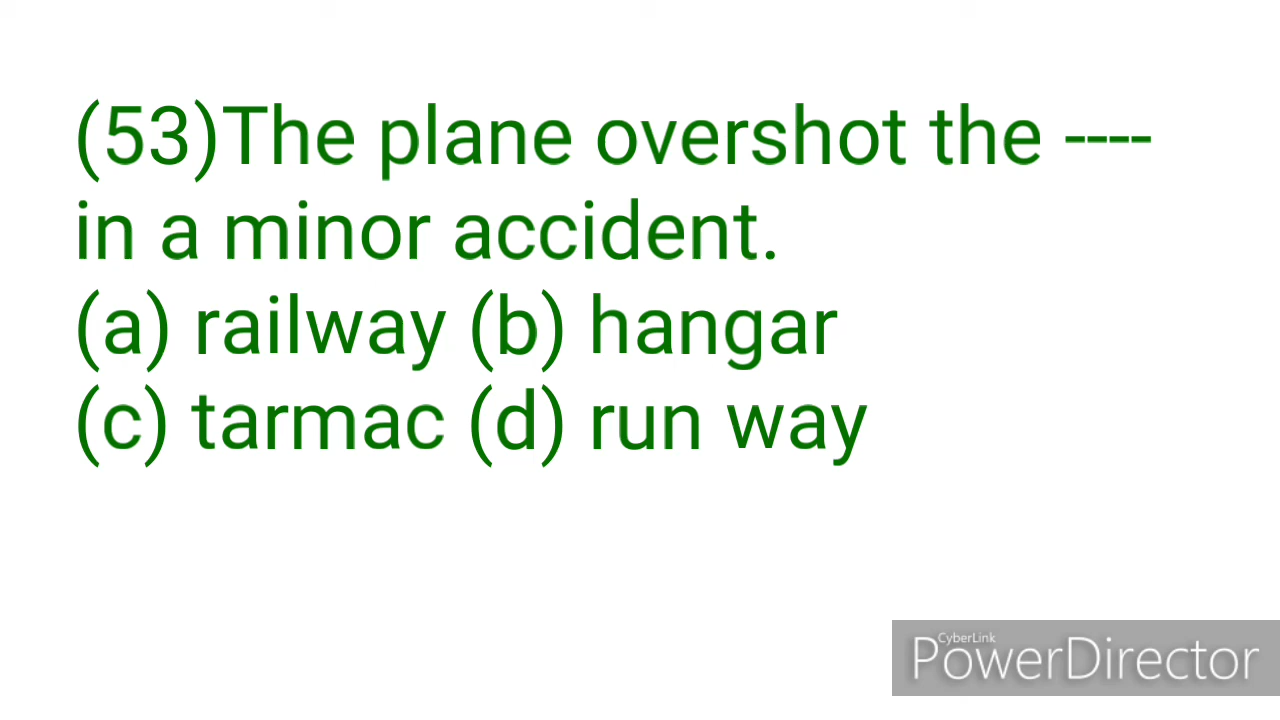 (53)The plane overshot the ----
in a minor accident.
(a) railway (b) hangar
(c) tarmac (d) run way
CyberLink
PowerDirector